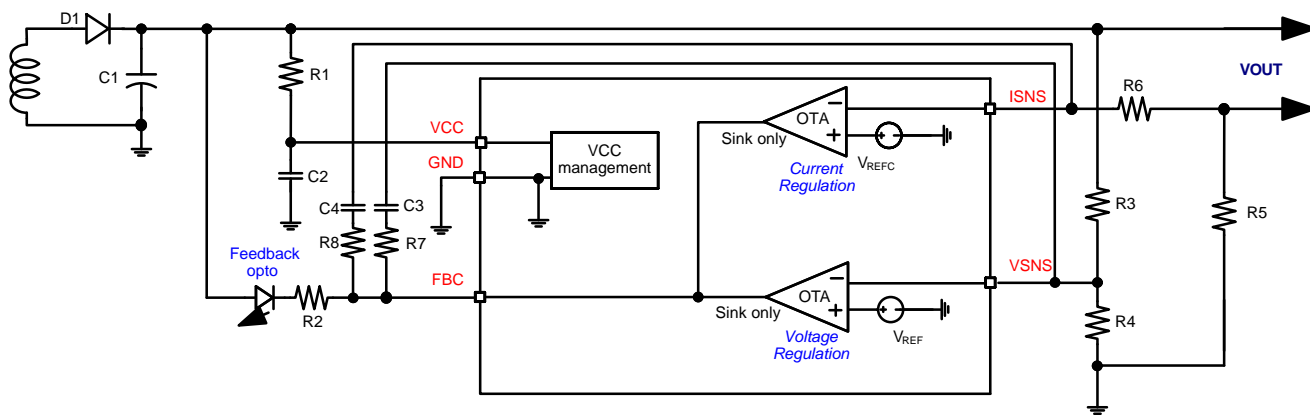 D1
C1
R1
VCC
GND
C2
VCC
management
C4
C3
R8
R7
Feedback
opto
R2
FBC
OTA
Sink only
Current
Regulation
VREFC
ISNS
R6
VOUT
R3
R5
VSNS
OTA
Sink only
Voltage
Regulation
VREF
R4